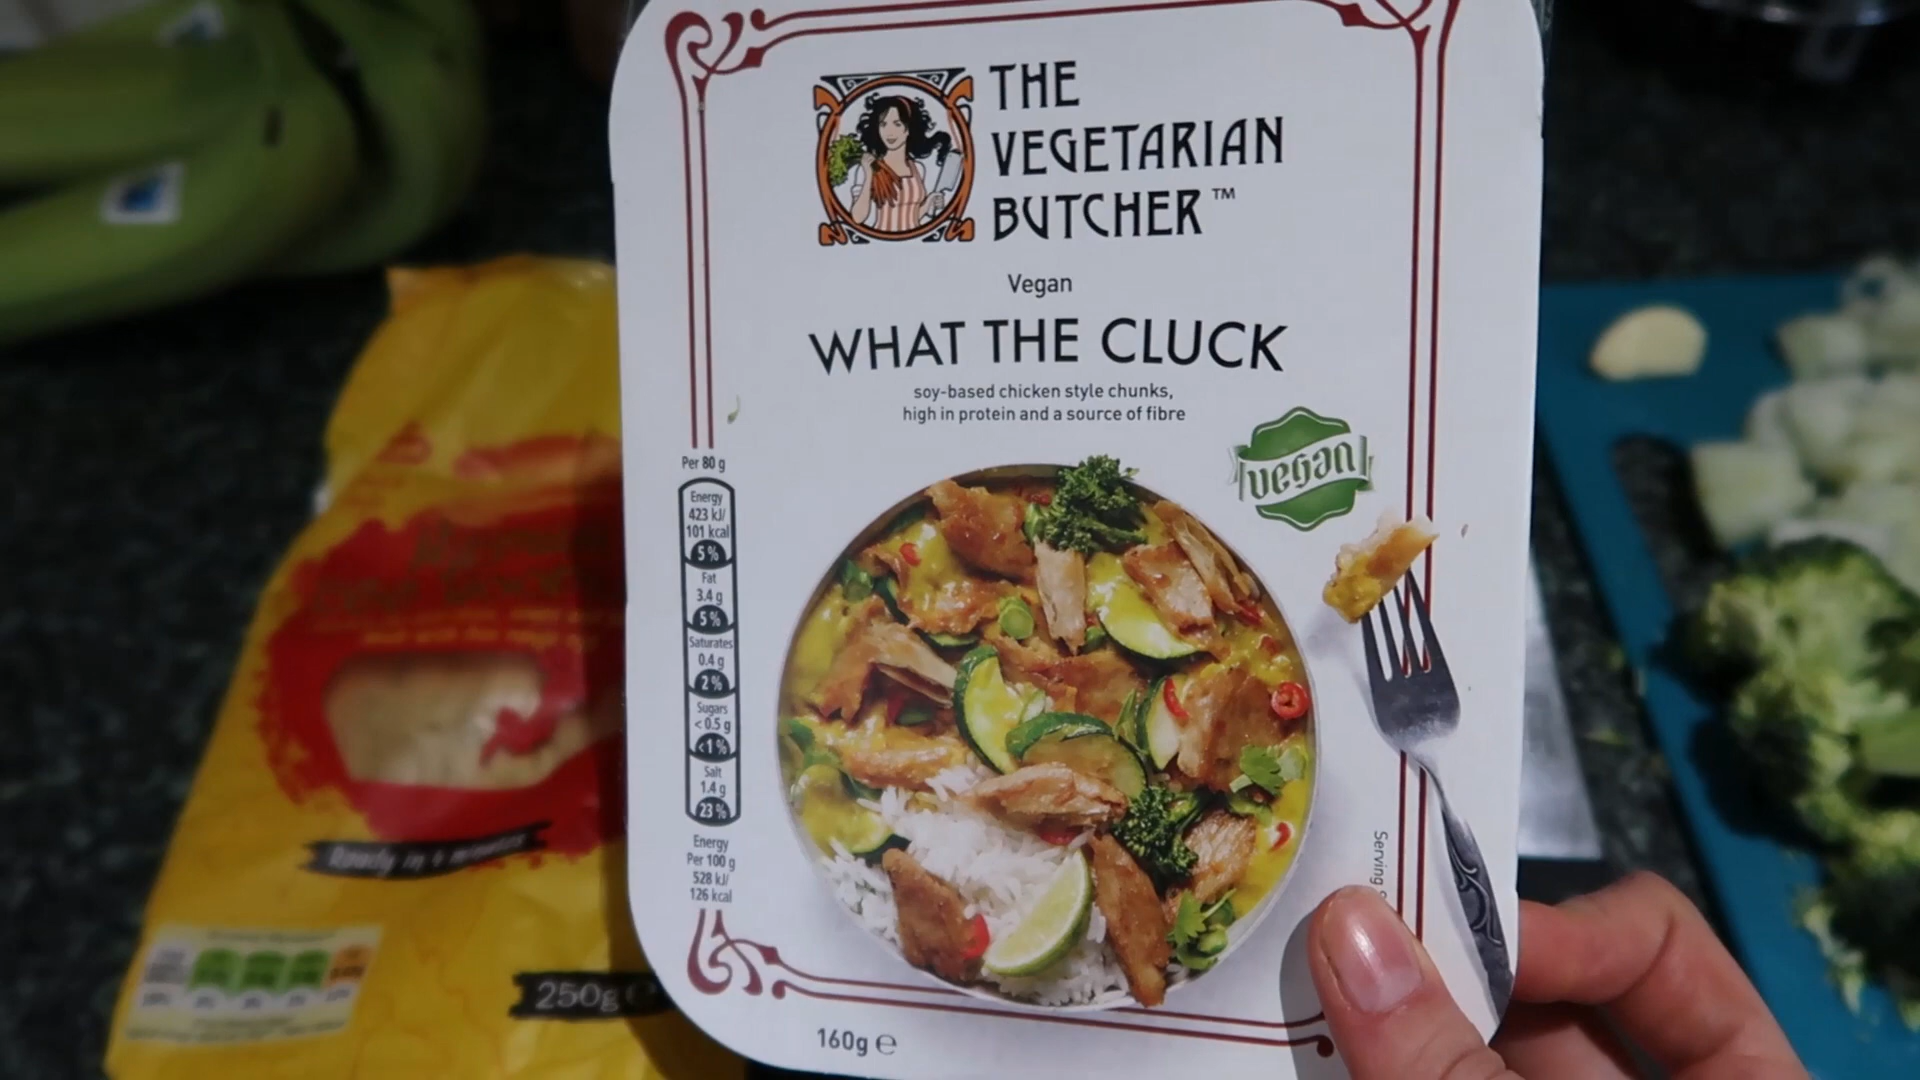 THE
VEGETARIAN
BUTCHER™
Vegan
WHAT THE CLUCK
soy-based chicken style chunks,
high in protein and a source of fibre
vegan
Per 80 g
Energy
423 kJ/
101 kcal
5%
Fat
3.4 g
5%
Saturates
0.4 g
2%
Sugars
<0.5 g
<1%
Salt
1.4 g
23%
Energy
Per 100 g
528 kJ/
126 kcal
Serving
160g e
Ready in
250g e